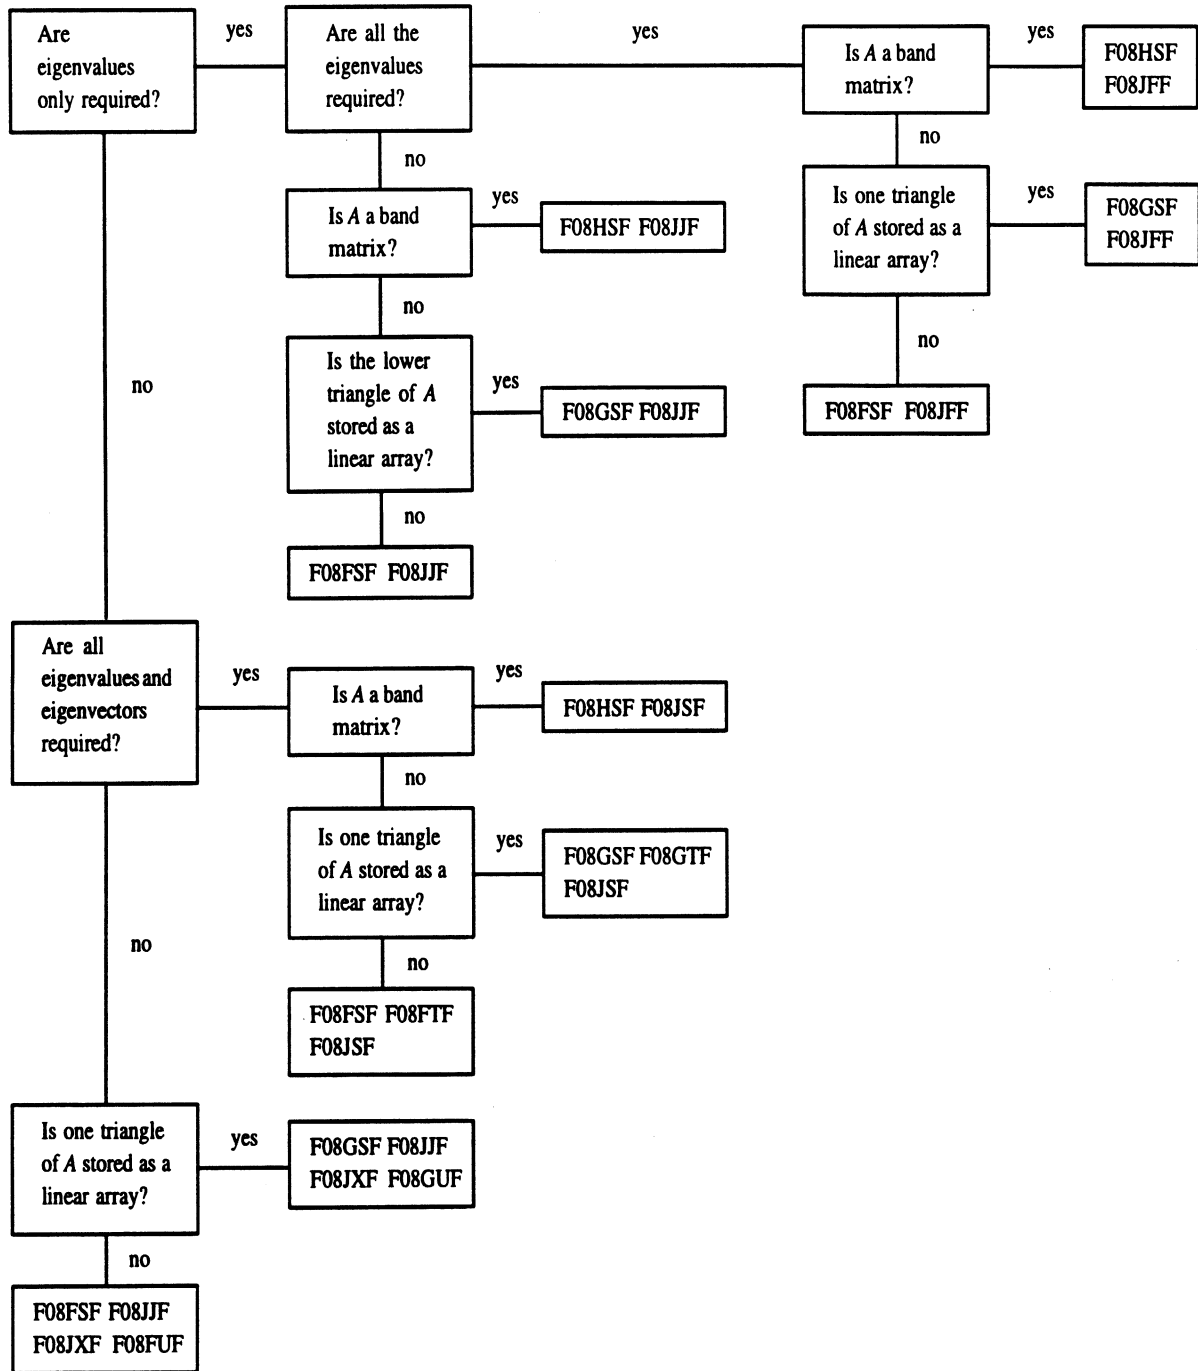 Are
eigenvalues
only required?
yes
Are all the
eigenvalues
required?
yes
Is A a band
matrix?
yes
F08HSF
F08JFF
no
Is one triangle
of A stored as a
linear array?
yes
F08GSF
F08JFF
no
F08FSF F08JFF
no
Is A a band
matrix?
yes
F08HSF F08JJF
no
Is the lower
triangle of A
stored as a
linear array?
yes
F08GSF F08JJF
no
F08FSF F08JJF
no
Are all
eigenvalues and
eigenvectors
required?
yes
Is A a band
matrix?
yes
F08HSF F08JSF
no
Is one triangle
of A stored as a
linear array?
yes
F08GSF F08GTF
F08JSF
no
F08FSF F08FTF
F08JSF
no
Is one triangle
of A stored as a
linear array?
yes
F08GSF F08JJF
F08JXF F08GUF
no
F08FSF F08JJF
F08JXF F08FUF